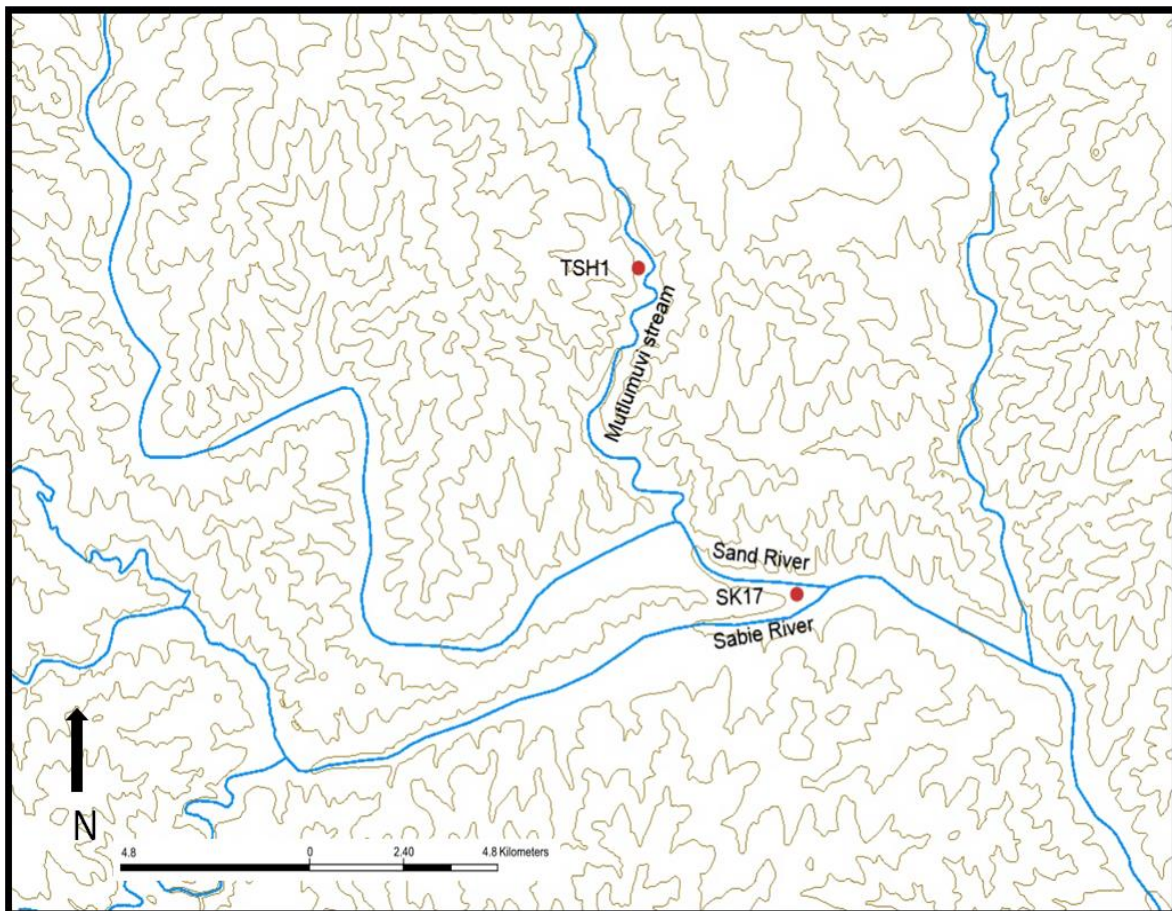 TSH1
Mutlumuvi stream
Sand River
SK17
Sabie River
N
4.8 0 2.40 4.8 Kilometers